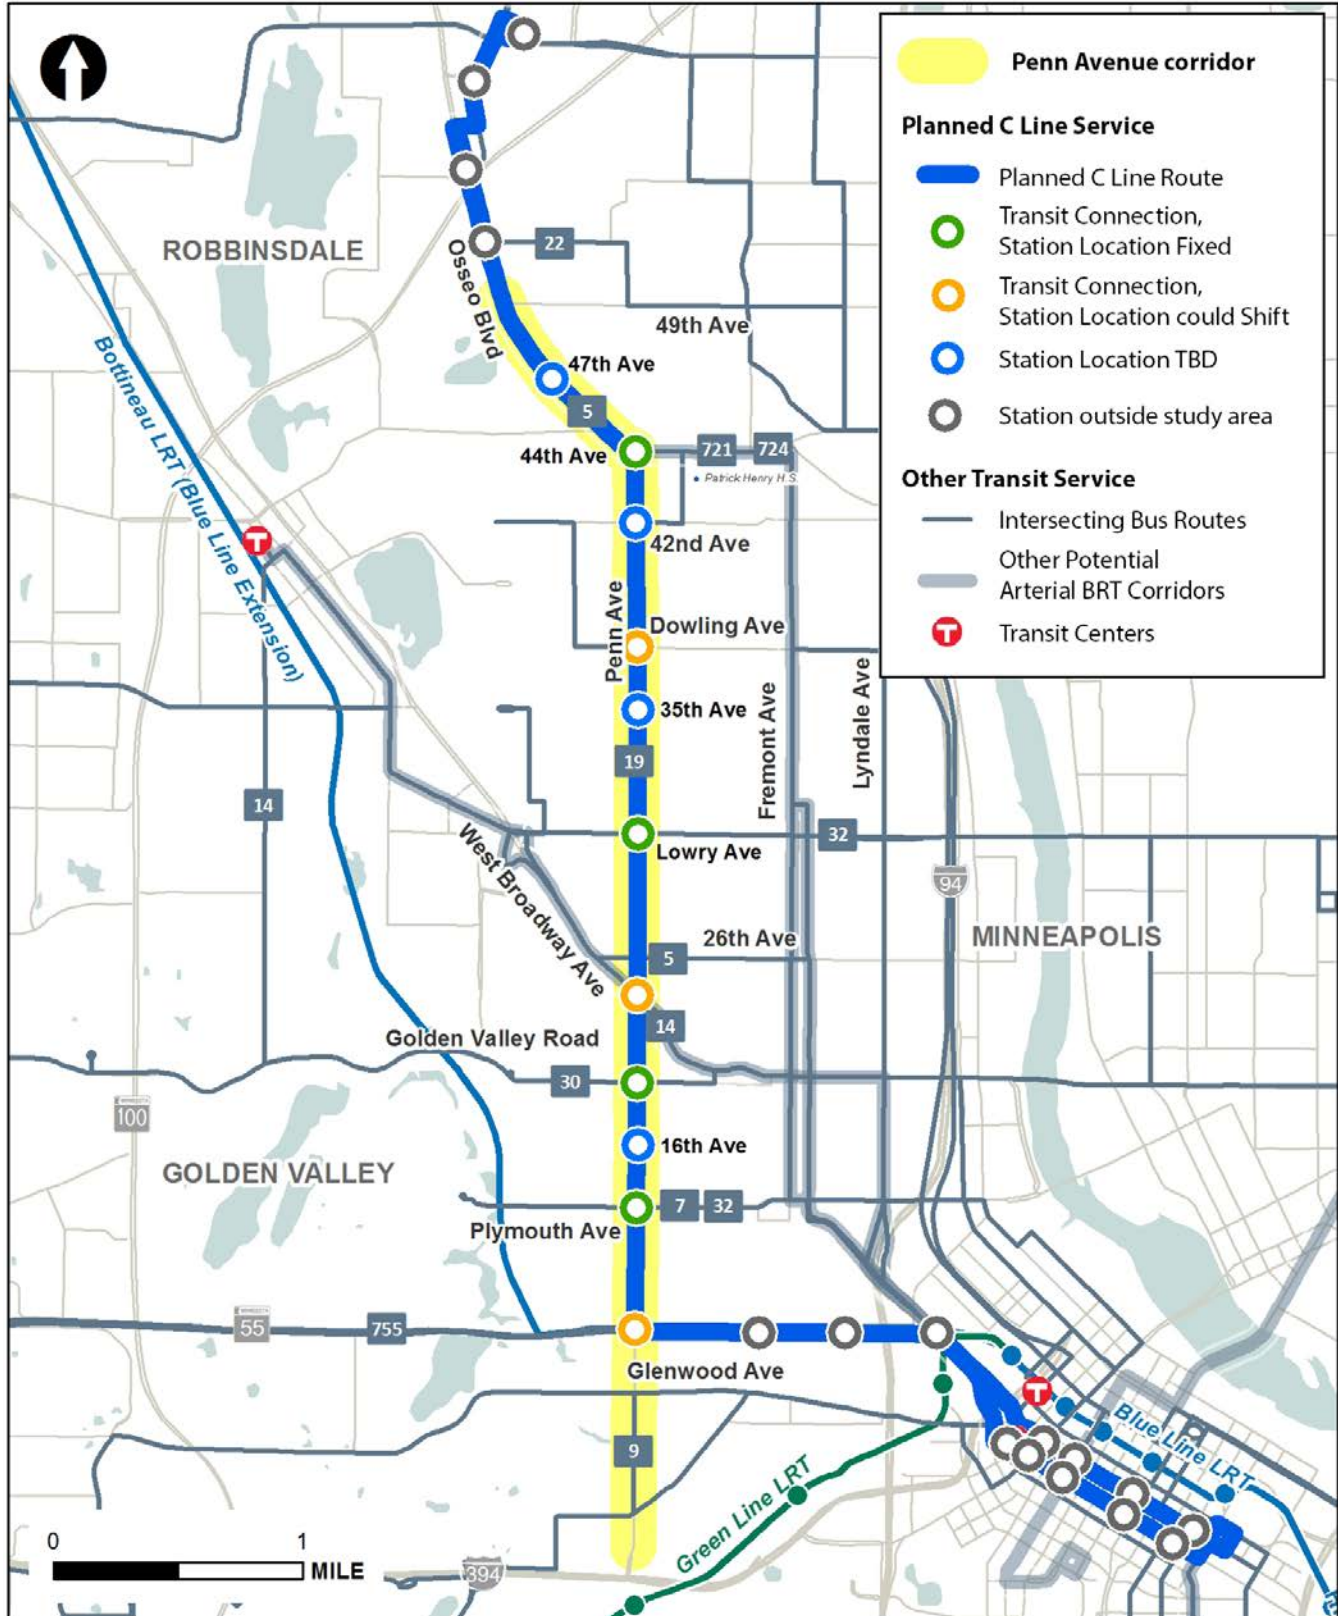 Penn Avenue corridor
Planned C Line Service
Planned C Line Route
Transit Connection,
Station Location Fixed
Transit Connection,
Station Location could Shift
Station Location TBD
Station outside study area
Other Transit Service
Intersecting Bus Routes
Other Potential
Arterial BRT Corridors
T Transit Centers
ROBBINSDALE
22
Osseo Blvd
49th Ave
47th Ave
5
Bottineau LRT (Blue Line Extension)
44th Ave
721
724
Patrick Henry H.S.
T
42nd Ave
Penn Ave
Dowling Ave
35th Ave
Fremont Ave
Lyndale Ave
19
14
West Broadway Ave
Lowry Ave
32
94
26th Ave
MINNEAPOLIS
5
14
Golden Valley Road
30
100
16th Ave
GOLDEN VALLEY
7
32
Plymouth Ave
55
755
Glenwood Ave
T
Blue Line LRT
9
Green Line LRT
0
1
MILE
394